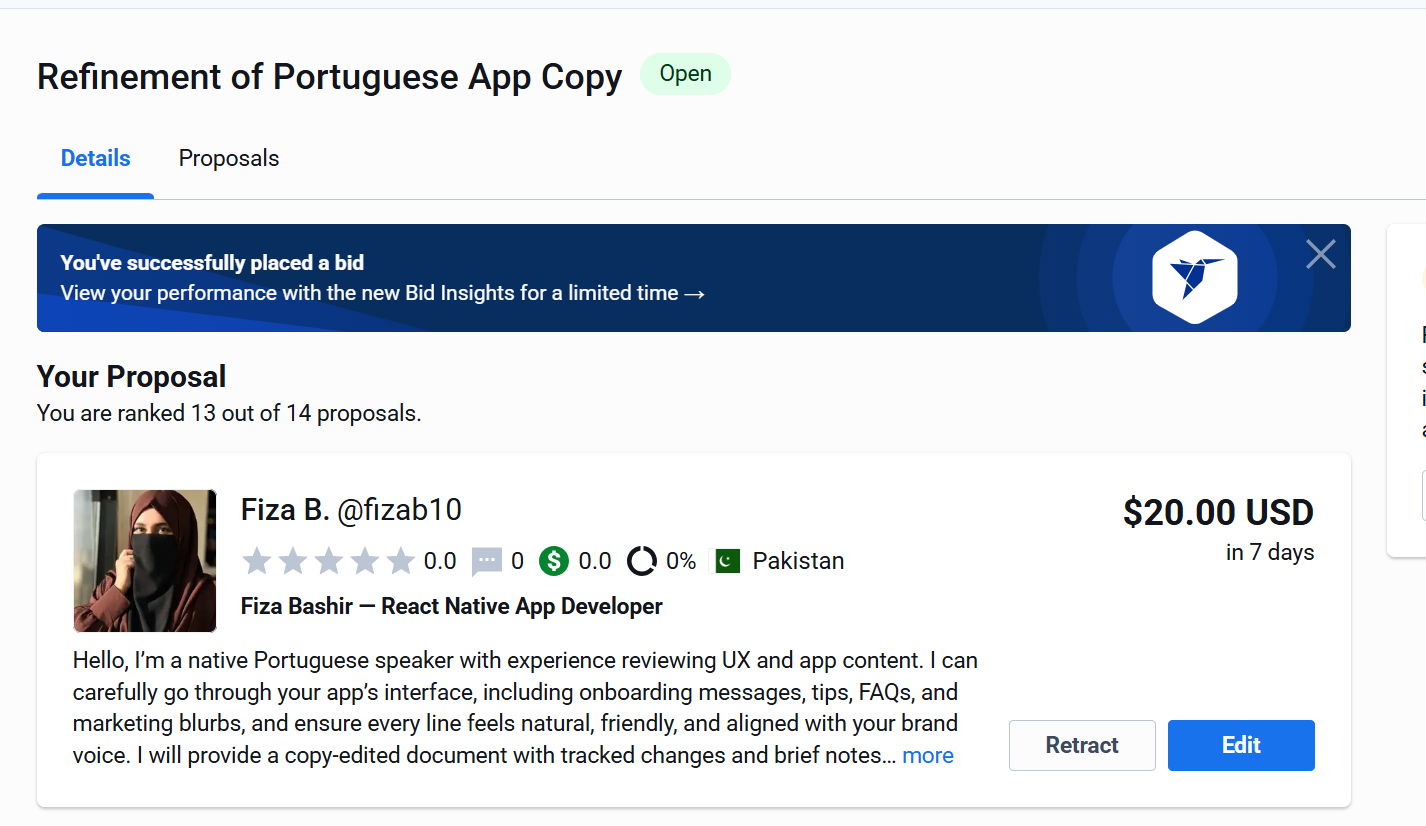 Refinement of Portuguese App Copy Open
Details Proposals
You've successfully placed a bid
View your performance with the new Bid Insights for a limited time →
Your Proposal
You are ranked 13 out of 14 proposals.
Fiza B. @fizab10
$20.00 USD
0.0 0 $ 0.0 0% Pakistan
in 7 days
Fiza Bashir — React Native App Developer
Hello, I’m a native Portuguese speaker with experience reviewing UX and app content. I can
carefully go through your app’s interface, including onboarding messages, tips, FAQs, and
marketing blurbs, and ensure every line feels natural, friendly, and aligned with your brand
voice. I will provide a copy-edited document with tracked changes and brief notes... more
Retract Edit